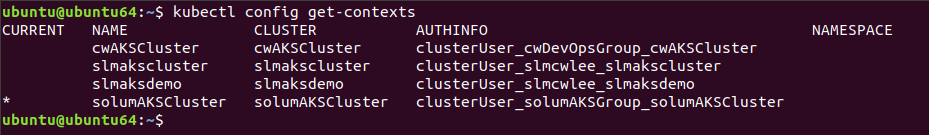 ubuntu@ubuntu64:~$ kubectl config get-contexts
CURRENT   NAME              CLUSTER           AUTHINFO                                         NAMESPACE
          cwAKSCluster      cwAKSCluster      clusterUser_cwDevOpsGroup_cwAKSCluster
          slmakscluster     slmakscluster     clusterUser_slmcwlee_slmakscluster
          slmaksdemo        slmaksdemo        clusterUser_slmcwlee_slmaksdemo
*         solumAKSCluster   solumAKSCluster   clusterUser_solumAKSGroup_solumAKSCluster
ubuntu@ubuntu64:~$